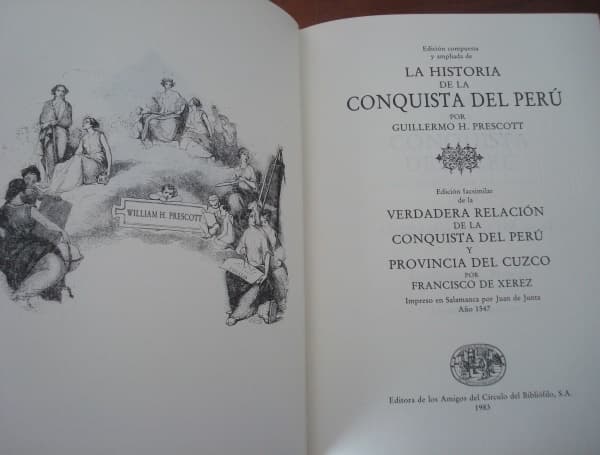 WILLIAM H. PRESCOTT
Edición compuesta
y ampliada de
LA HISTORIA
DE LA
CONQUISTA DEL PERÚ
POR
GUILLERMO H. PRESCOTT
Edición facsimilar
de la
VERDADERA RELACIÓN
DE LA
CONQUISTA DEL PERÚ
Y
PROVINCIA DEL CUZCO
POR
FRANCISCO DE XEREZ
Impreso en Salamanca por Juan de Junta
Año 1547
Editora de los Amigos del Círculo del Bibliófilo, S.A.
1983